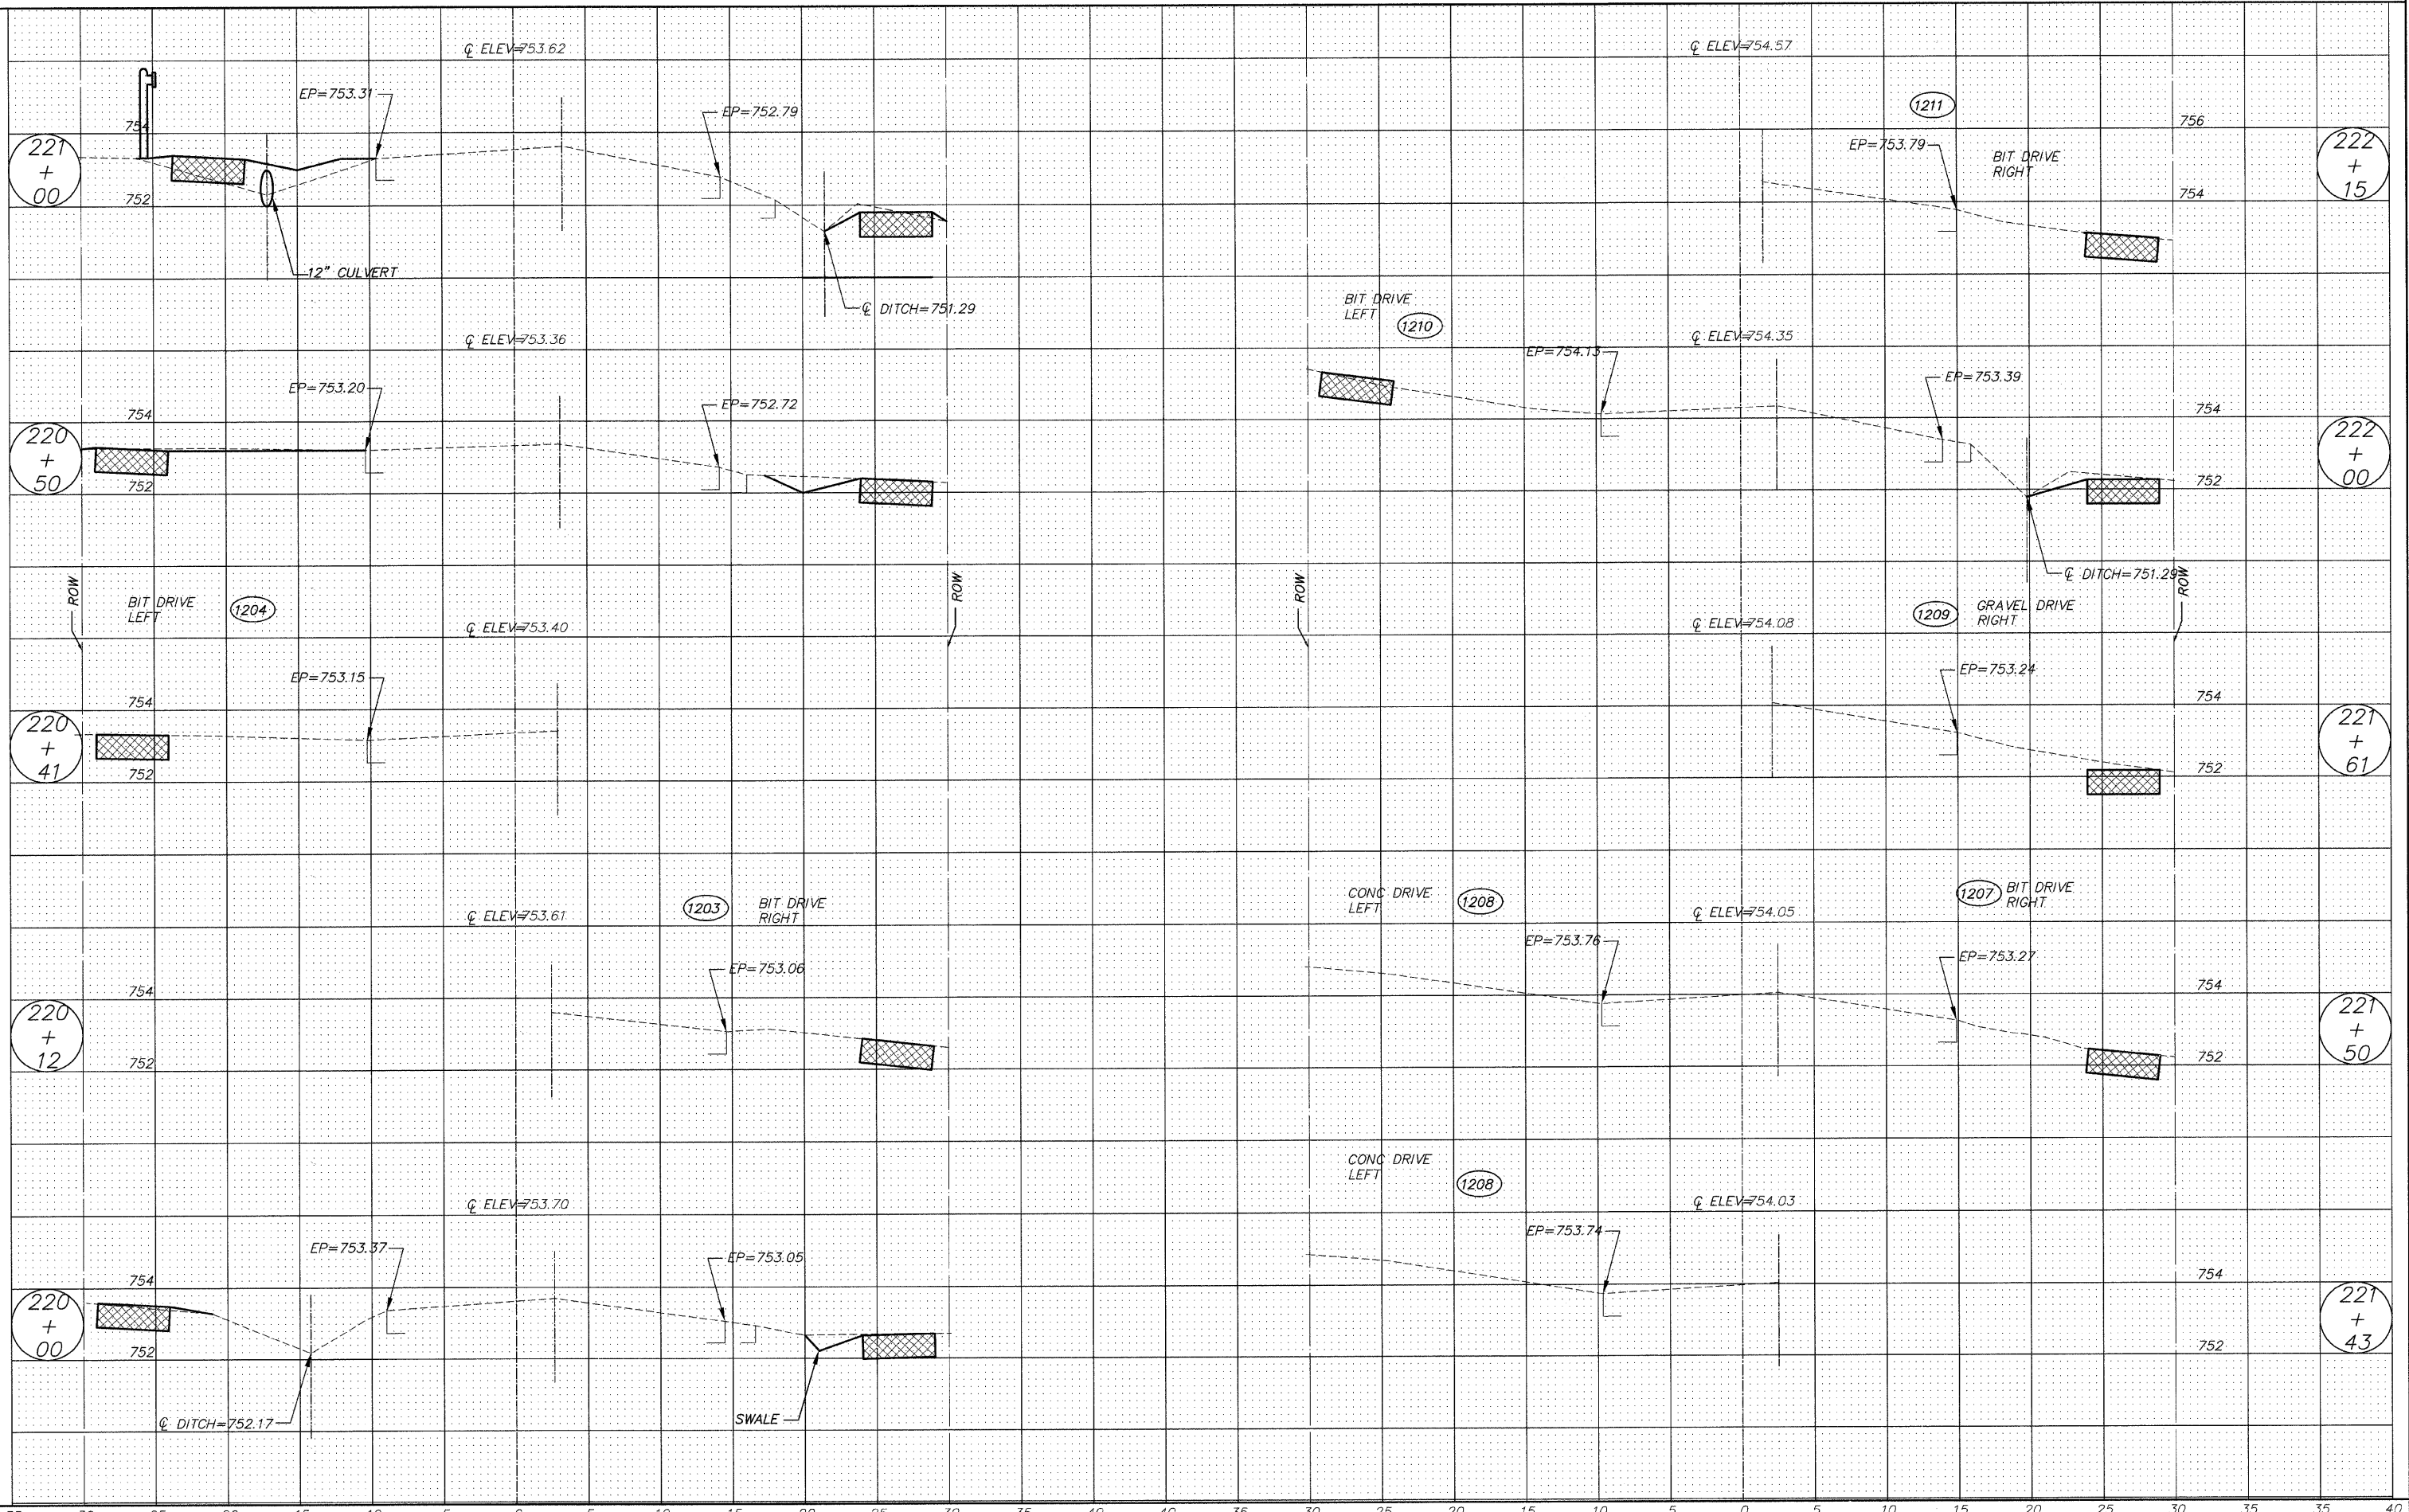 ℄ ELEV=753.62
EP=753.31
EP=752.79
754
221
+
00
752
12" CULVERT
℄ DITCH=751.29
℄ ELEV=753.36
EP=753.20
EP=752.72
754
220
+
50
752
ROW
ROW
BIT DRIVE
LEFT
1204
℄ ELEV=753.40
EP=753.15
754
220
+
41
752
℄ ELEV=753.61
1203
BIT DRIVE
RIGHT
EP=753.06
754
220
+
12
752
℄ ELEV=753.70
EP=753.37
EP=753.05
754
220
+
00
752
℄ DITCH=752.17
SWALE
℄ ELEV=754.57
1211
756
EP=753.79
BIT DRIVE
RIGHT
222
+
15
754
BIT DRIVE
LEFT
1210
℄ ELEV=754.35
EP=754.13
EP=753.39
754
222
+
00
752
℄ DITCH=751.29
ROW
ROW
1209
GRAVEL DRIVE
RIGHT
℄ ELEV=754.08
EP=753.24
754
221
+
61
752
CONC DRIVE
LEFT
1208
℄ ELEV=754.05
1207
BIT DRIVE
RIGHT
EP=753.76
EP=753.27
754
221
+
50
752
CONC DRIVE
LEFT
1208
℄ ELEV=754.03
EP=753.74
754
221
+
43
752